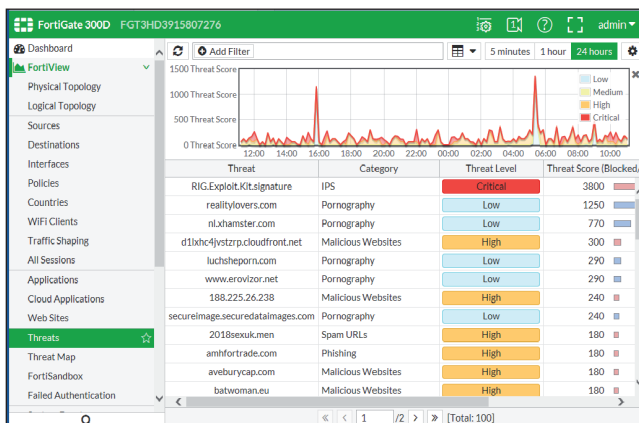 FortiGate 300D FGT3HD3915807276 admin
Dashboard
FortiView
Physical Topology
Logical Topology
Sources
Destinations
Interfaces
Policies
Countries
WiFi Clients
Traffic Shaping
All Sessions
Applications
Cloud Applications
Web Sites
Threats
Threat Map
FortiSandbox
Failed Authentication
Add Filter 5 minutes 1 hour 24 hours
1500 Threat Score
1000 Threat Score
500 Threat Score
0 Threat Score
Low
Medium
High
Critical
12:00 14:00 16:00 18:00 20:00 22:00 00:00 02:00 04:00 06:00 08:00 10:00
Threat Category Threat Level Threat Score (Blocked/
RIG.Exploit.Kit.signature IPS Critical 3800
realitylovers.com Pornography Low 1250
nl.xhamster.com Pornography Low 770
d1lxhc4jvstzrp.cloudfront.net Malicious Websites High 300
luchsheporn.com Pornography Low 290
www.erovizor.net Pornography Low 290
188.225.26.238 Malicious Websites High 240
secureimage.securedataimages.com Pornography Low 240
2018sexuk.men Spam URLs High 180
amhfortrade.com Phishing High 180
aveburycap.com Malicious Websites High 180
batwoman.eu Malicious Websites High 180
1 /2 [Total: 100]